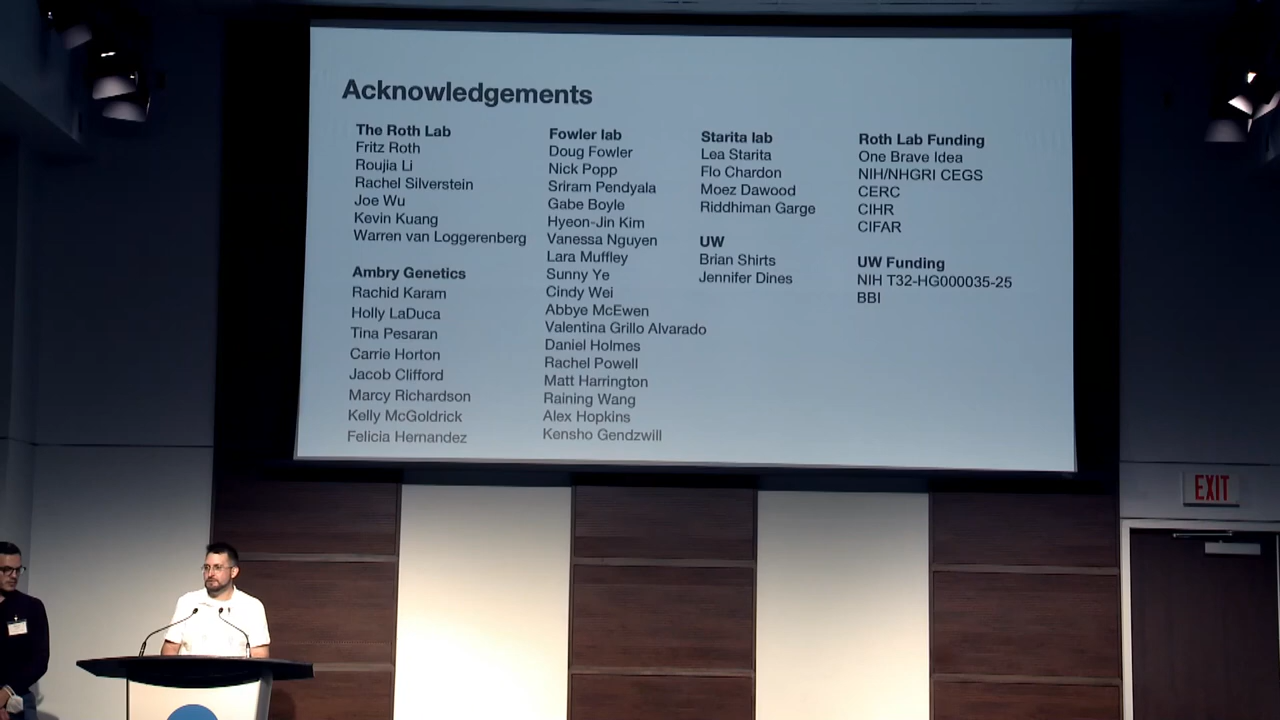 Acknowledgements
The Roth Lab
Fritz Roth
Roujia Li
Rachel Silverstein
Joe Wu
Kevin Kuang
Warren van Loggerenberg
Ambry Genetics
Rachid Karam
Holly LaDuca
Tina Pesaran
Carrie Horton
Jacob Clifford
Marcy Richardson
Kelly McGoldrick
Felicia Hernandez
Fowler lab
Doug Fowler
Nick Popp
Sriram Pendyala
Gabe Boyle
Hyeon-Jin Kim
Vanessa Nguyen
Lara Muffley
Sunny Ye
Cindy Wei
Abbye McEwen
Valentina Grillo Alvarado
Daniel Holmes
Rachel Powell
Matt Harrington
Raining Wang
Alex Hopkins
Kensho Gendzwill
Starita lab
Lea Starita
Flo Chardon
Moez Dawood
Riddhiman Garge
UW
Brian Shirts
Jennifer Dines
Roth Lab Funding
One Brave Idea
NIH/NHGRI CEGS
CERC
CIHR
CIFAR
UW Funding
NIH T32-HG000035-25
BBI
EXIT